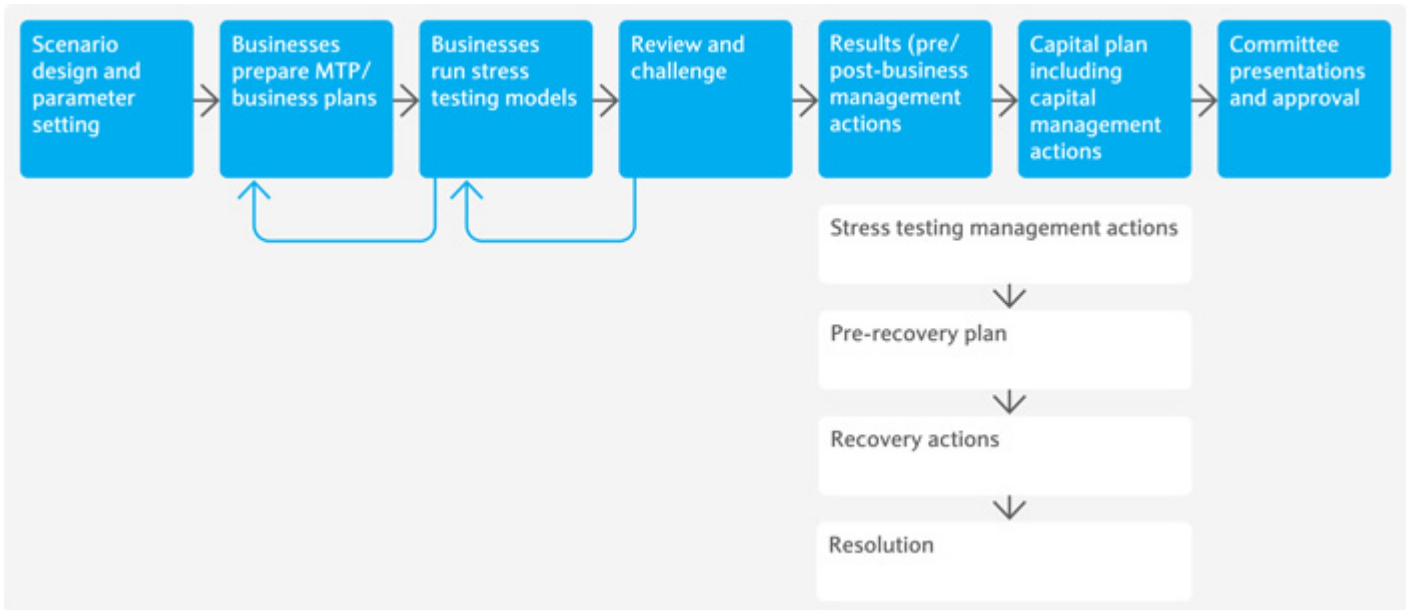 Scenario
design and
parameter
setting
Businesses
prepare MTP/
business plans
Businesses
run stress
testing models
Review and
challenge
Results (pre/
post-business
management
actions
Capital plan
including
capital
management
actions
Committee
presentations
and approval
Stress testing management actions
Pre-recovery plan
Recovery actions
Resolution